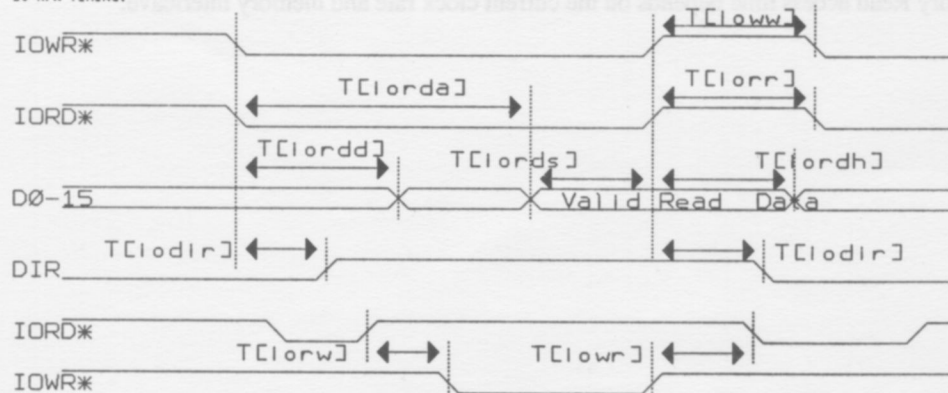 T[ioww]
IOWR*
T[iorda]
T[iorr]
IORD*
T[iordd]
T[iords]
T[iordh]
DØ-15
Valid Read Data
T[iodir]
T[iodir]
DIR
IORD*
T[iorw]
T[iowr]
IOWR*